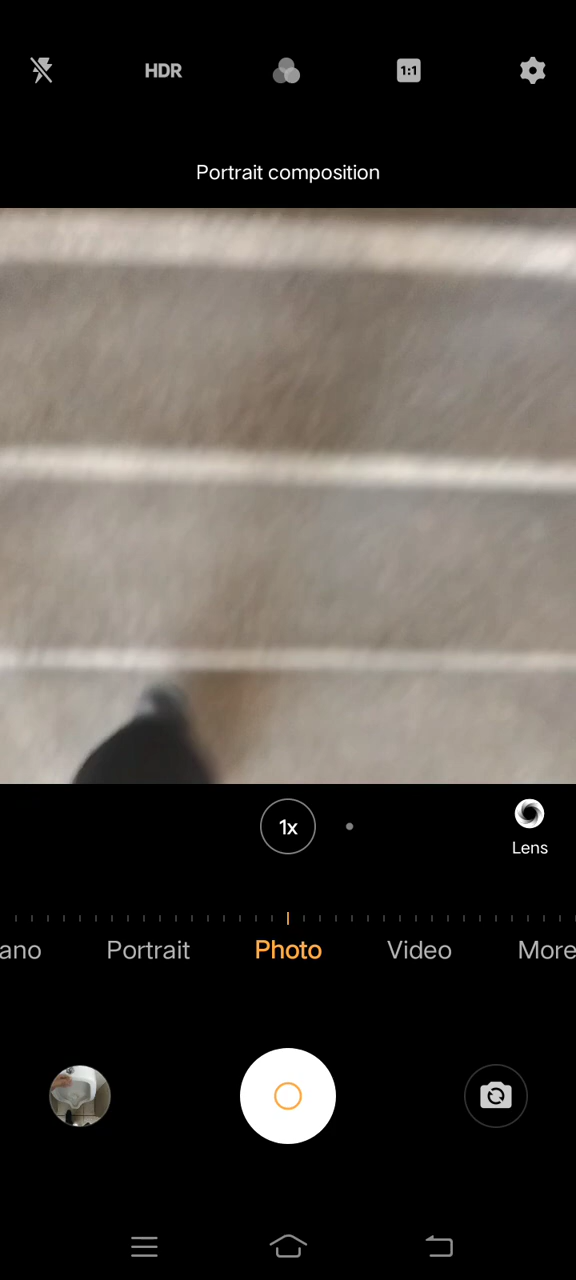 HDR
1:1
Portrait composition
1x
Lens
ano
Portrait
Photo
Video
More